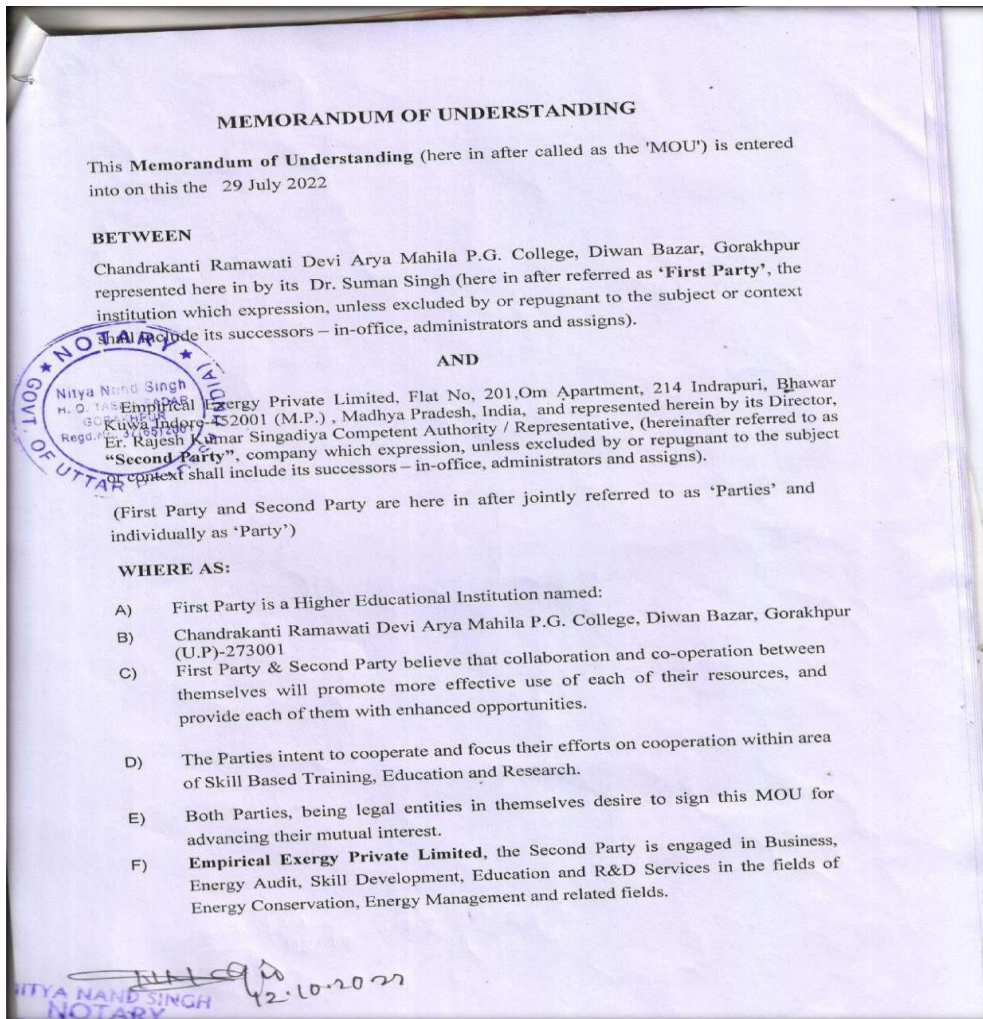 MEMORANDUM OF UNDERSTANDING
This Memorandum of Understanding (here in after called as the 'MOU') is entered
into on this the 29 July 2022
BETWEEN
Chandrakanti Ramawati Devi Arya Mahila P.G. College, Diwan Bazar, Gorakhpur
represented here in by its Dr. Suman Singh (here in after referred as ‘First Party’, the
institution which expression, unless excluded by or repugnant to the subject or context
shall include its successors – in-office, administrators and assigns).
AND
Empirical Exergy Private Limited, Flat No, 201,Om Apartment, 214 Indrapuri, Bhawar
Kuwa Indore-452001 (M.P.) , Madhya Pradesh, India, and represented herein by its Director,
Er. Rajesh Kumar Singadiya Competent Authority / Representative, (hereinafter referred to as
“Second Party”, company which expression, unless excluded by or repugnant to the subject
or context shall include its successors – in-office, administrators and assigns).
(First Party and Second Party are here in after jointly referred to as ‘Parties’ and
individually as ‘Party’)
WHERE AS:
A) First Party is a Higher Educational Institution named:
B) Chandrakanti Ramawati Devi Arya Mahila P.G. College, Diwan Bazar, Gorakhpur
(U.P)-273001
C) First Party & Second Party believe that collaboration and co-operation between
themselves will promote more effective use of each of their resources, and
provide each of them with enhanced opportunities.
D) The Parties intent to cooperate and focus their efforts on cooperation within area
of Skill Based Training, Education and Research.
E) Both Parties, being legal entities in themselves desire to sign this MOU for
advancing their mutual interest.
F) Empirical Exergy Private Limited, the Second Party is engaged in Business,
Energy Audit, Skill Development, Education and R&D Services in the fields of
Energy Conservation, Energy Management and related fields.
NOTARY
GOVT. OF UTTAR
Nitya Nand Singh
GORAKHPUR
Regd.No.
12.10.2022
NITYA NAND SINGH
NOTARY